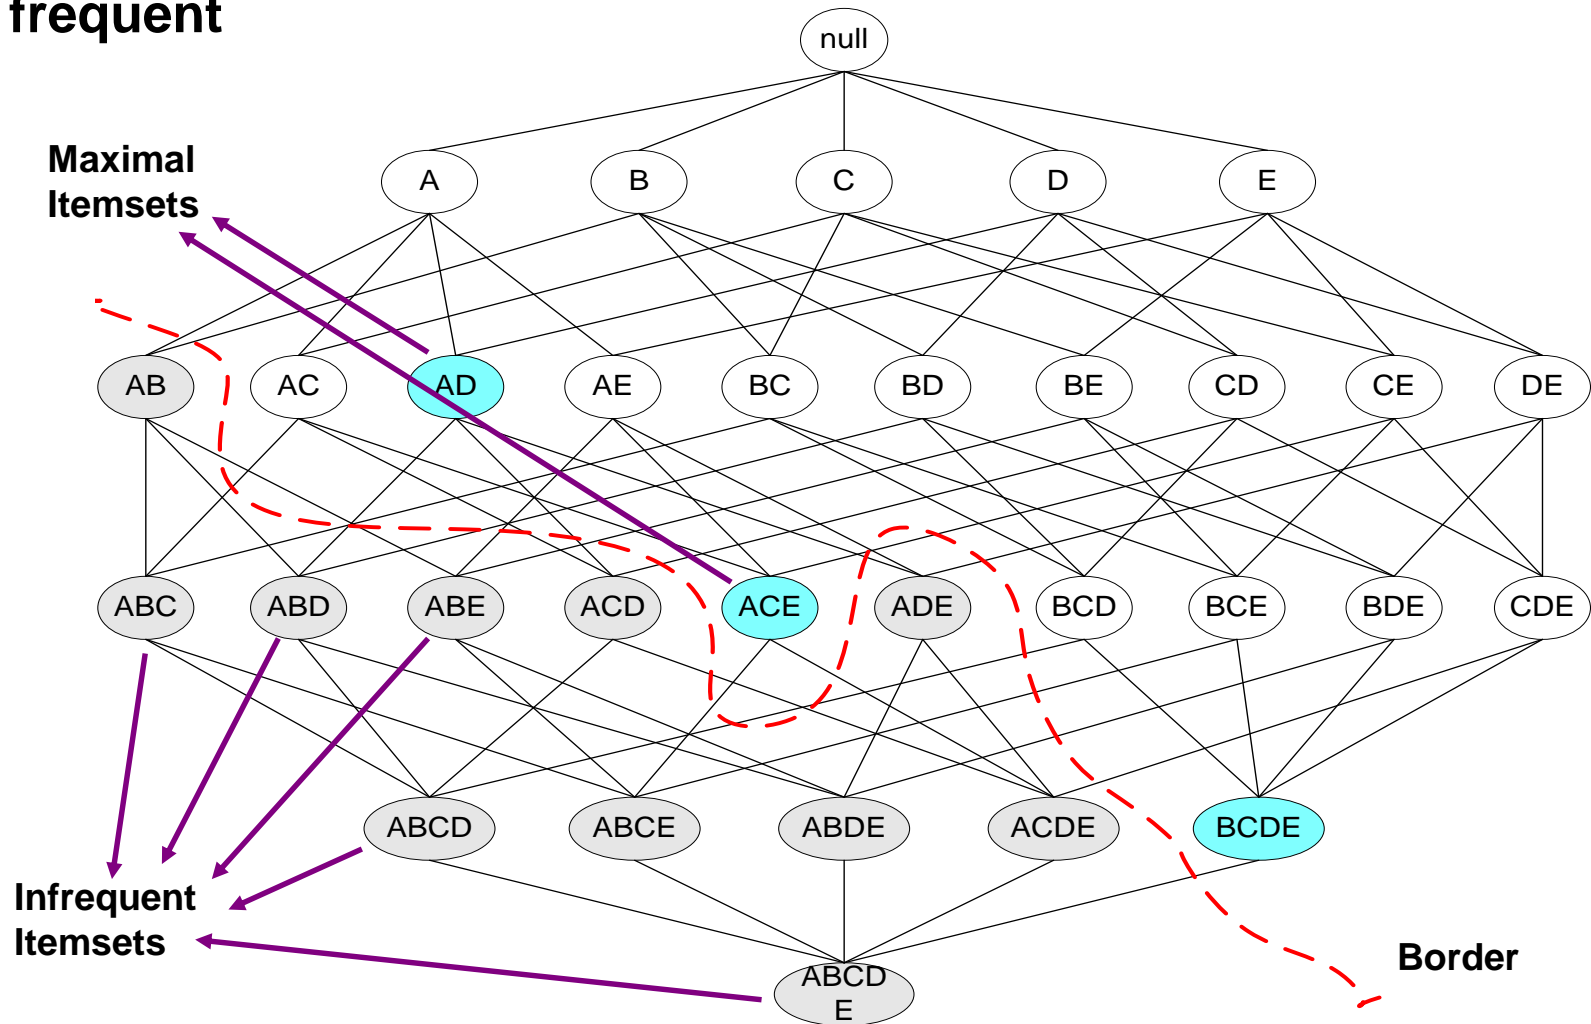 frequent
null
Maximal
Itemsets
A B C D E
AB AC AD AE BC BD BE CD CE DE
ABC ABD ABE ACD ACE ADE BCD BCE BDE CDE
ABCD ABCE ABDE ACDE BCDE
Infrequent
Itemsets
Border
ABCD
E